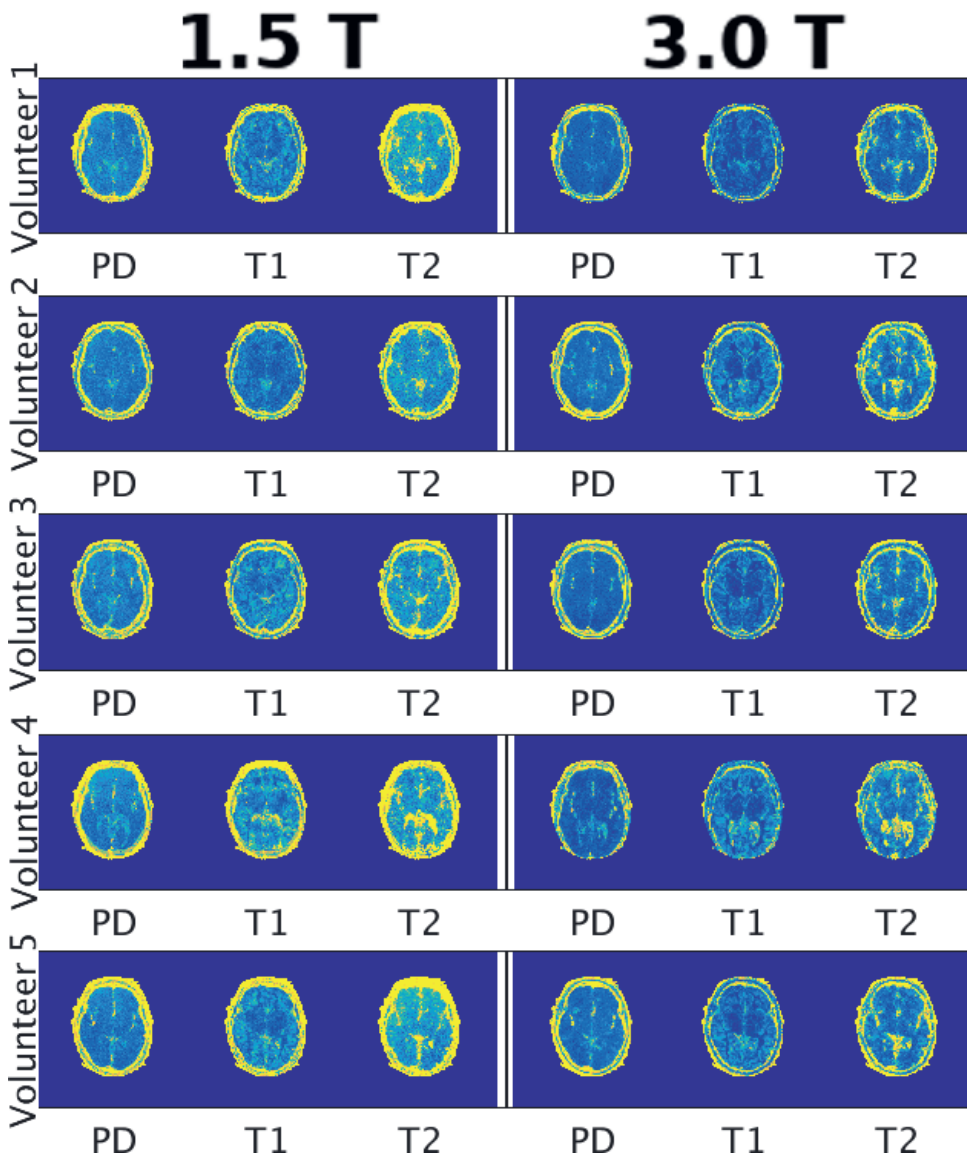 1.5 T 3.0 T
Volunteer 1
PD T1 T2 PD T1 T2
Volunteer 2
PD T1 T2 PD T1 T2
Volunteer 3
PD T1 T2 PD T1 T2
Volunteer 4
PD T1 T2 PD T1 T2
Volunteer 5
PD T1 T2 PD T1 T2